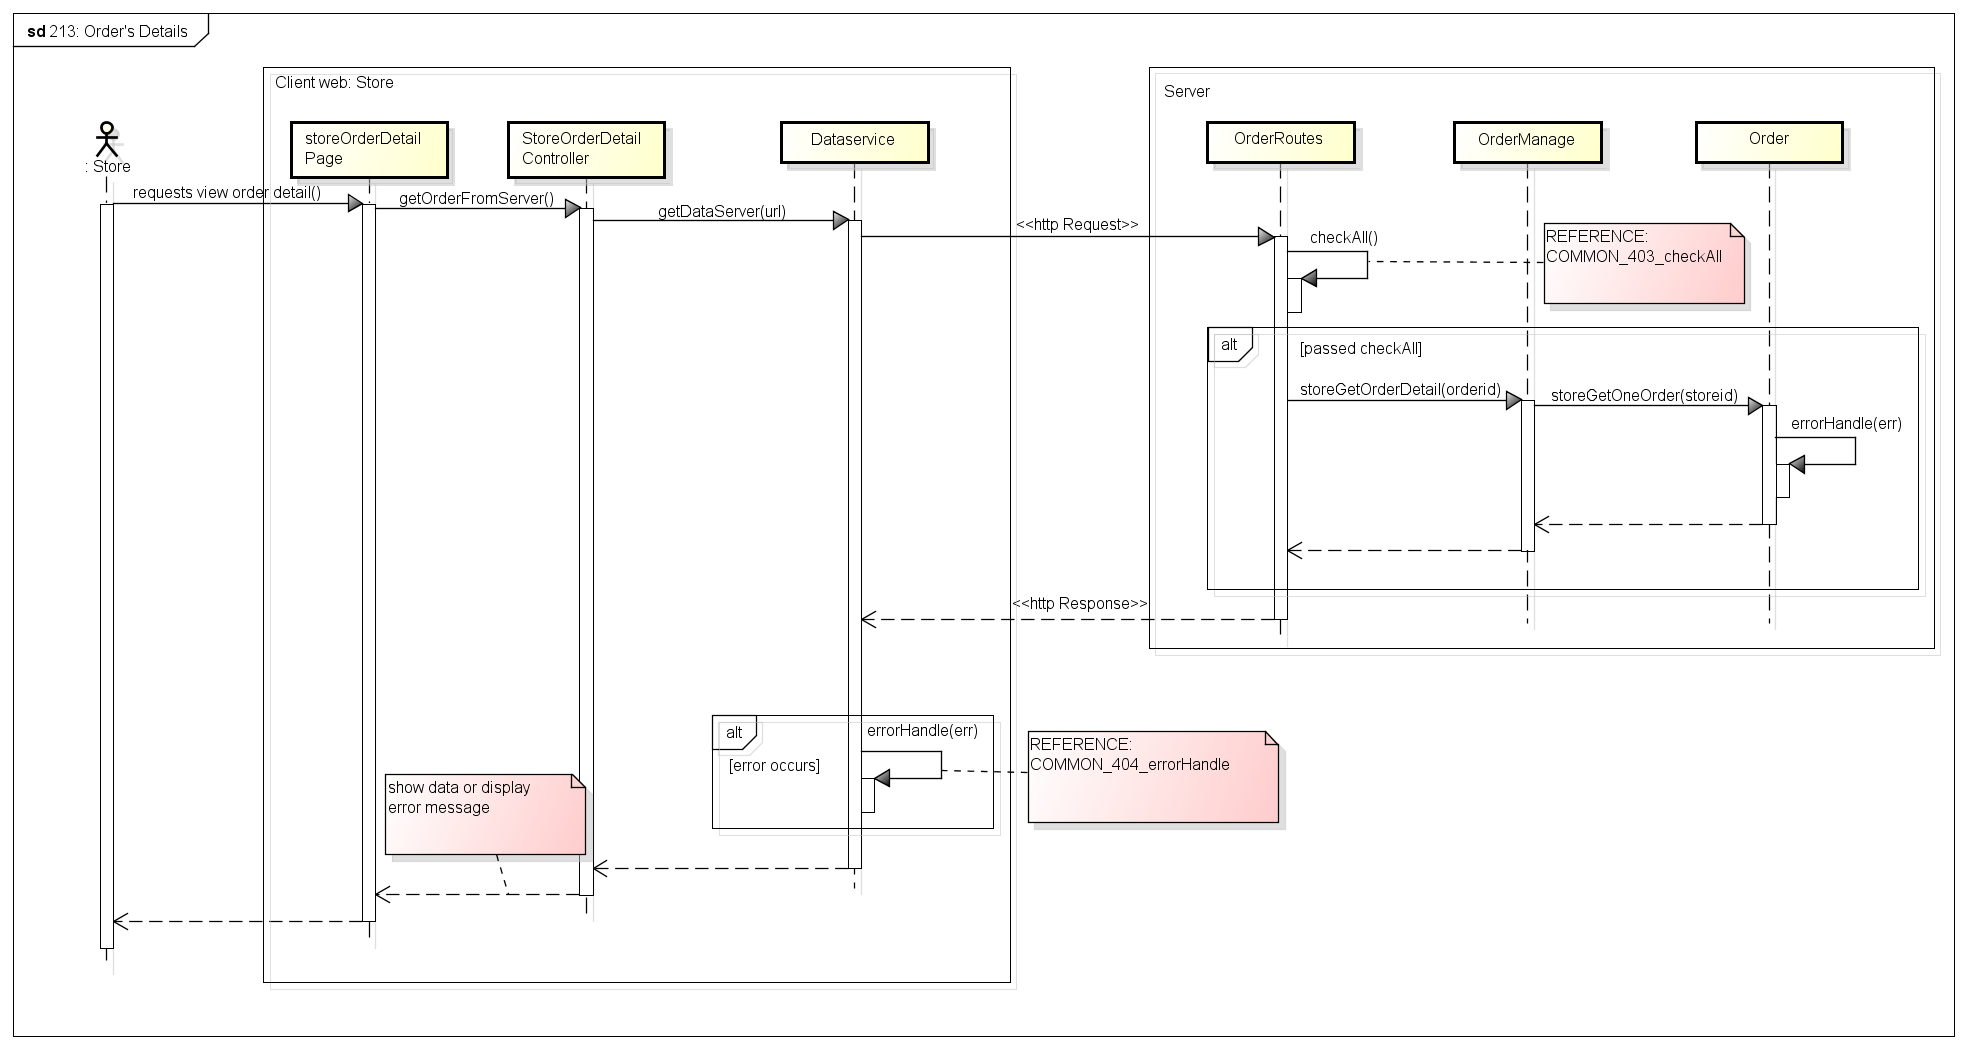 sd 213: Order's Details
Client web: Store
Server
storeOrderDetail
Page
StoreOrderDetail
Controller
Dataservice
OrderRoutes
OrderManage
Order
: Store
requests view order detail()
getOrderFromServer()
getDataServer(url)
<<http Request>>
checkAll()
REFERENCE:
COMMON_403_checkAll
alt
[passed checkAll]
storeGetOrderDetail(orderid)
storeGetOneOrder(storeid)
errorHandle(err)
<<http Response>>
alt
errorHandle(err)
[error occurs]
REFERENCE:
COMMON_404_errorHandle
show data or display
error message